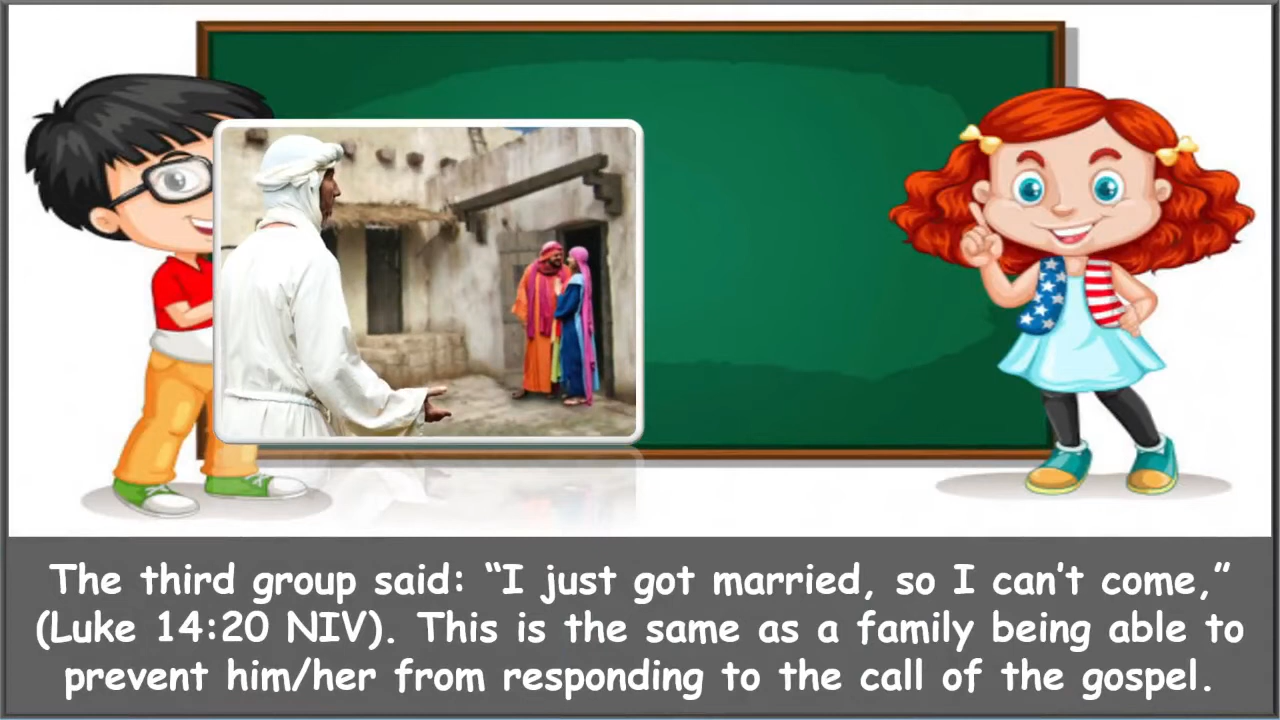 The third group said: “I just got married, so I can’t come,”
(Luke 14:20 NIV). This is the same as a family being able to
prevent him/her from responding to the call of the gospel.